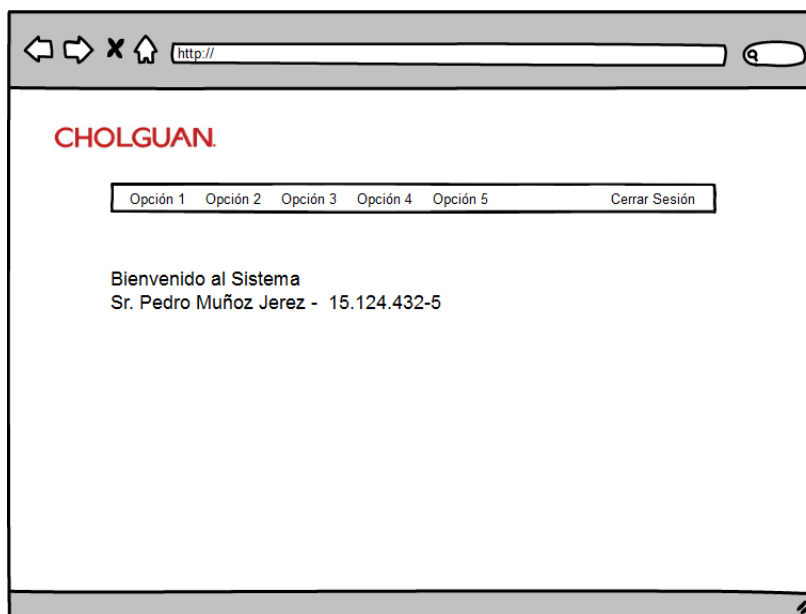 http://
CHOLGUAN.
Opción 1 Opción 2 Opción 3 Opción 4 Opción 5 Cerrar Sesión
Bienvenido al Sistema
Sr. Pedro Muñoz Jerez - 15.124.432-5